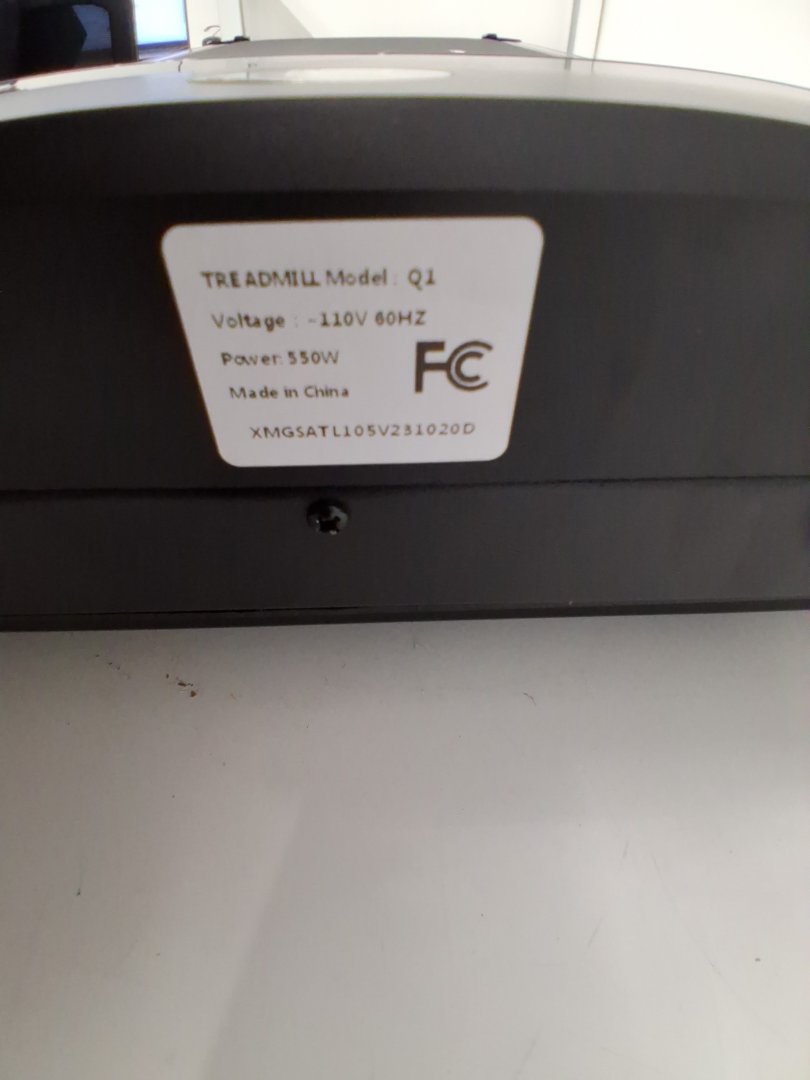 TREADMILL Model : Q1
Voltage : ~110V 60HZ
Power: 550W
FC
Made in China
XMGSATL105V231020D